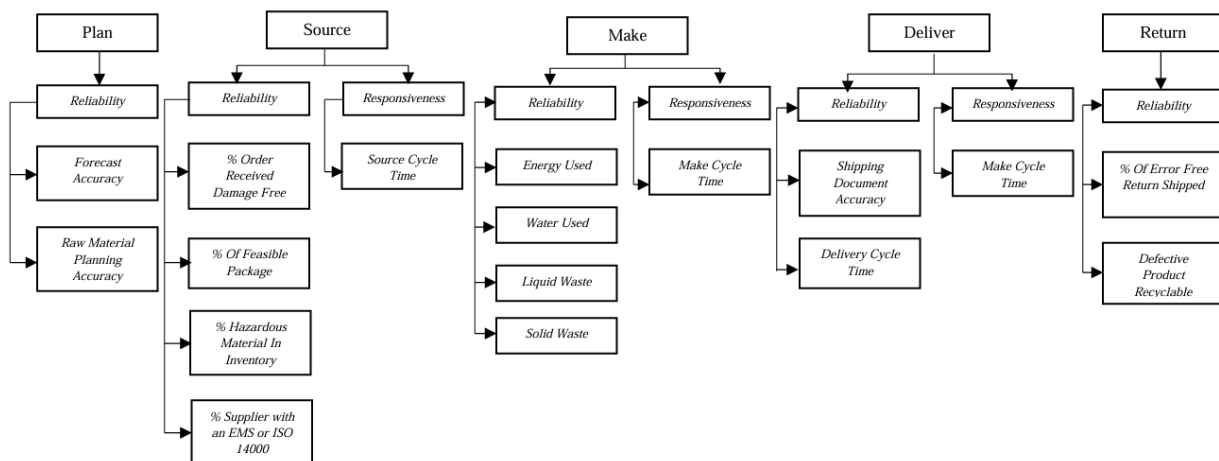 Plan
Source
Make
Deliver
Return
Reliability
Reliability
Responsiveness
Reliability
Responsiveness
Reliability
Responsiveness
Reliability
Forecast
Accuracy
Raw Material
Planning
Accuracy
% Order
Received
Damage Free
% Of Feasible
Package
% Hazardous
Material In
Inventory
% Supplier with
an EMS or ISO
14000
Source Cycle
Time
Energy Used
Water Used
Liquid Waste
Solid Waste
Make Cycle
Time
Shipping
Document
Accuracy
Delivery Cycle
Time
Make Cycle
Time
% Of Error Free
Return Shipped
Defective
Product
Recyclable